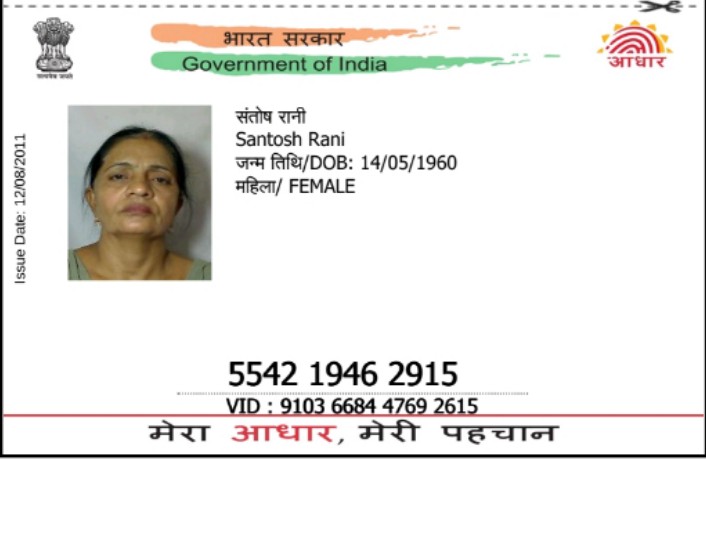 भारत सरकार
Government of India
सत्यमेव जयते
आधार
Issue Date: 12/08/2011
संतोष रानी
Santosh Rani
जन्म तिथि/DOB: 14/05/1960
महिला/ FEMALE
5542 1946 2915
VID : 9103 6684 4769 2615
मेरा आधार, मेरी पहचान